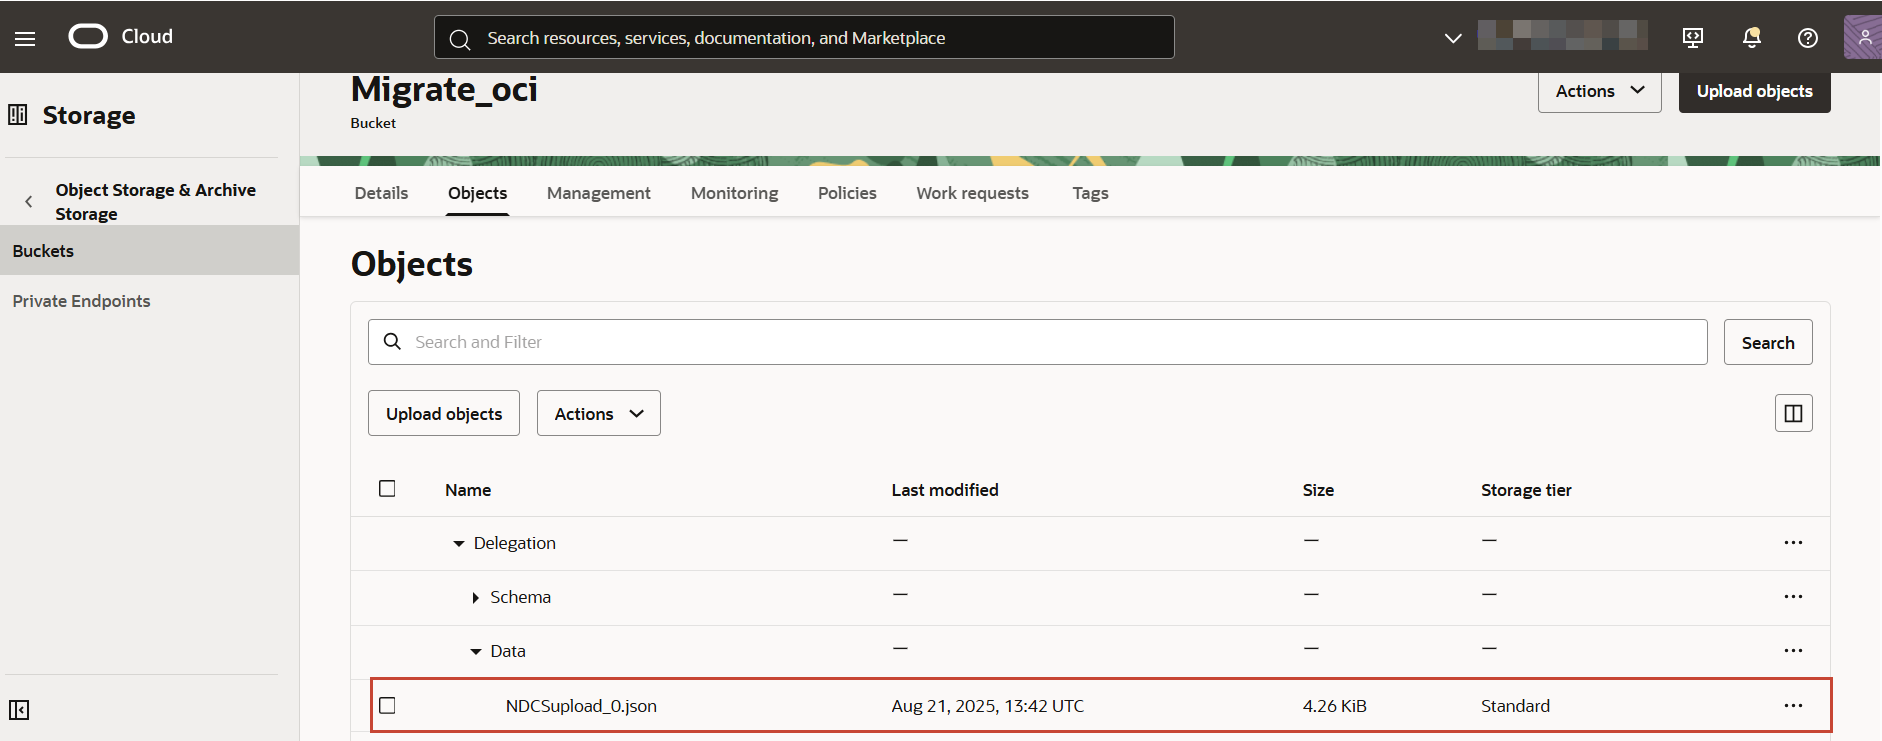 Cloud
Search resources, services, documentation, and Marketplace
Storage
Object Storage & Archive
Storage
Buckets
Private Endpoints
Migrate_oci
Bucket
Actions
Upload objects
Details Objects Management Monitoring Policies Work requests Tags
Objects
Search and Filter
Search
Upload objects Actions
Name Last modified Size Storage tier
Delegation — — —
Schema — — —
Data — — —
NDCSupload_0.json Aug 21, 2025, 13:42 UTC 4.26 KiB Standard